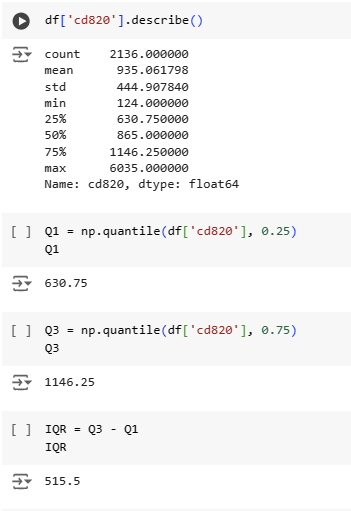 df['cd820'].describe()
count    2136.000000
mean      935.061798
std       444.907840
min       124.000000
25%       630.750000
50%       865.000000
75%      1146.250000
max      6035.000000
Name: cd820, dtype: float64
[ ] Q1 = np.quantile(df['cd820'], 0.25)
Q1
630.75
[ ] Q3 = np.quantile(df['cd820'], 0.75)
Q3
1146.25
[ ] IQR = Q3 - Q1
IQR
515.5